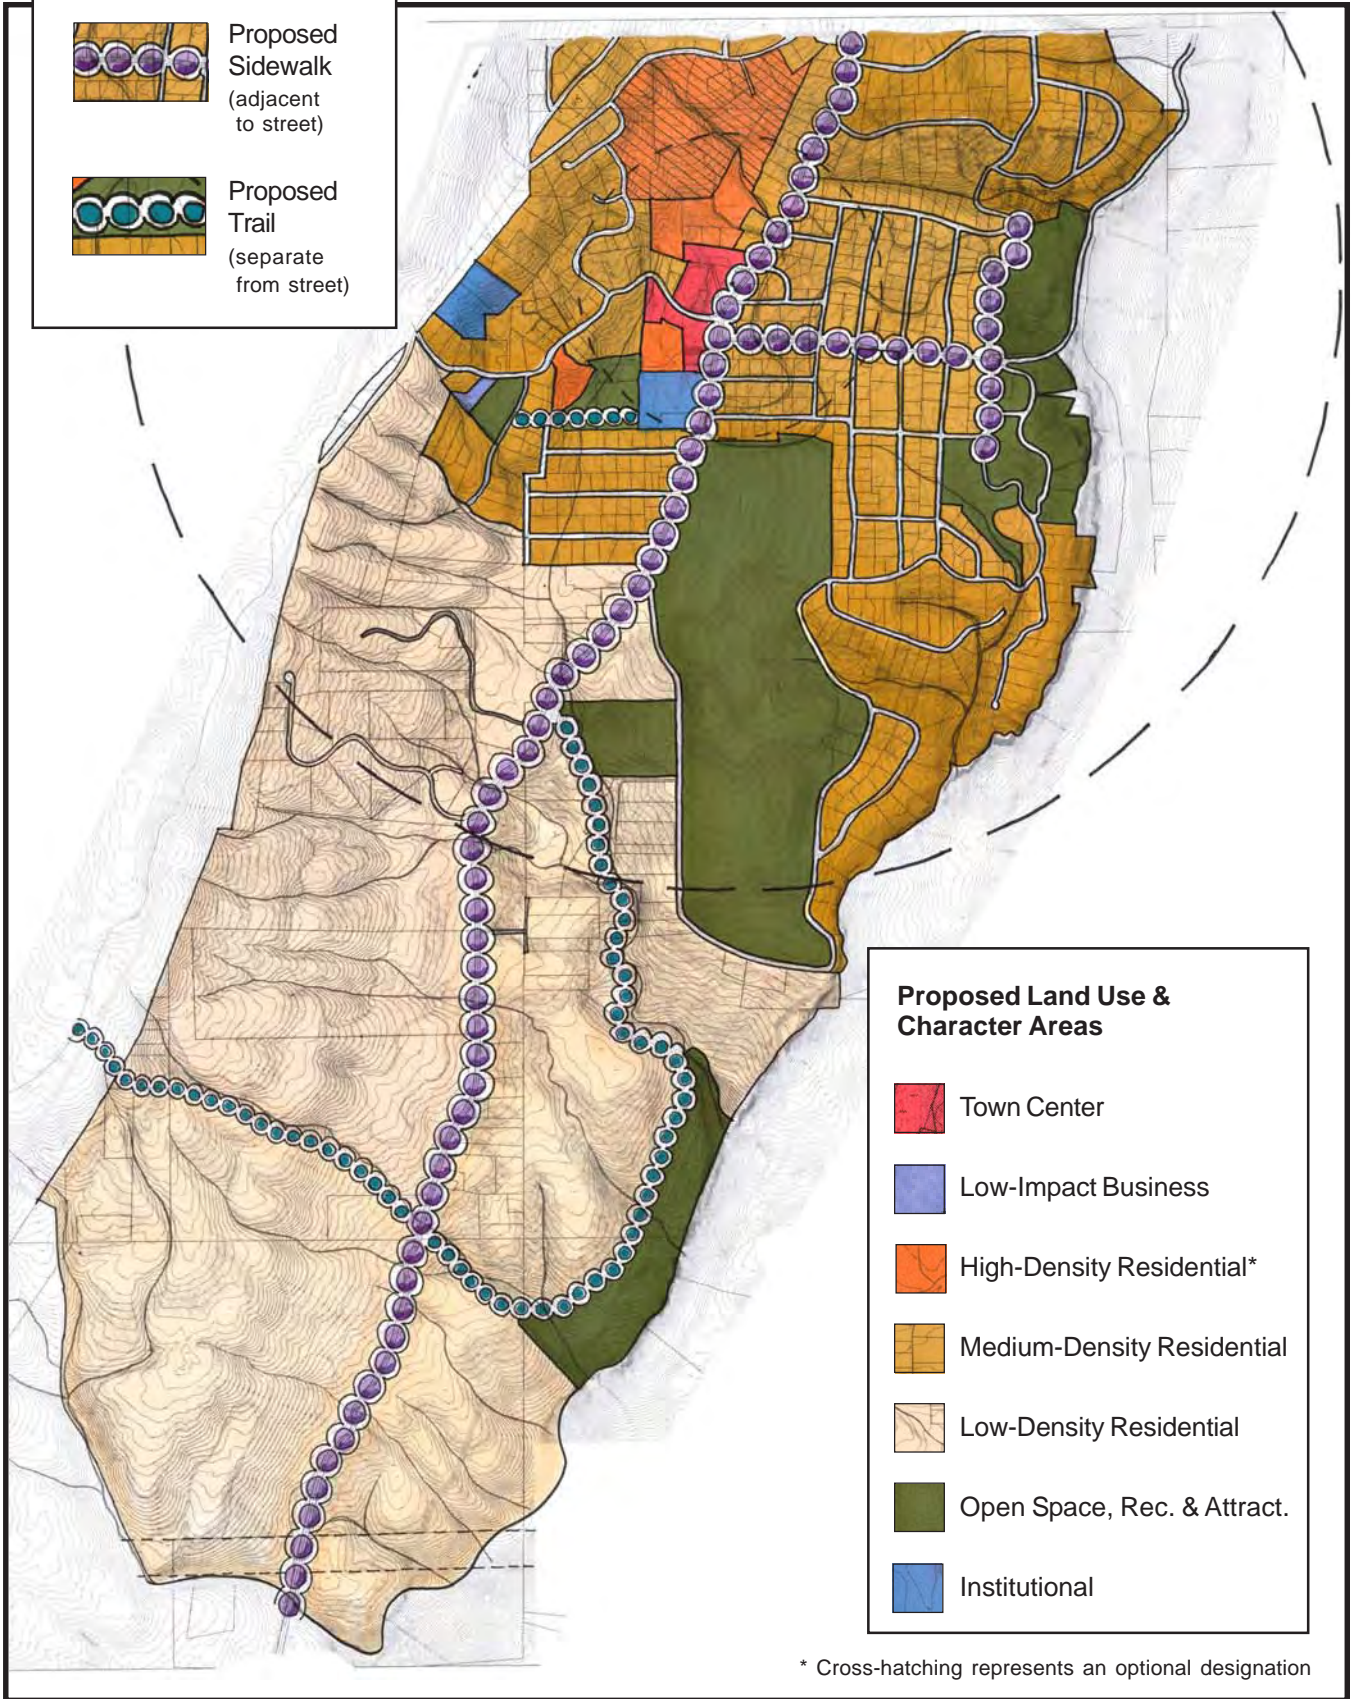 Proposed
Sidewalk
(adjacent
to street)
Proposed
Trail
(separate
from street)
Proposed Land Use &
Character Areas
Town Center
Low-Impact Business
High-Density Residential*
Medium-Density Residential
Low-Density Residential
Open Space, Rec. & Attract.
Institutional
* Cross-hatching represents an optional designation